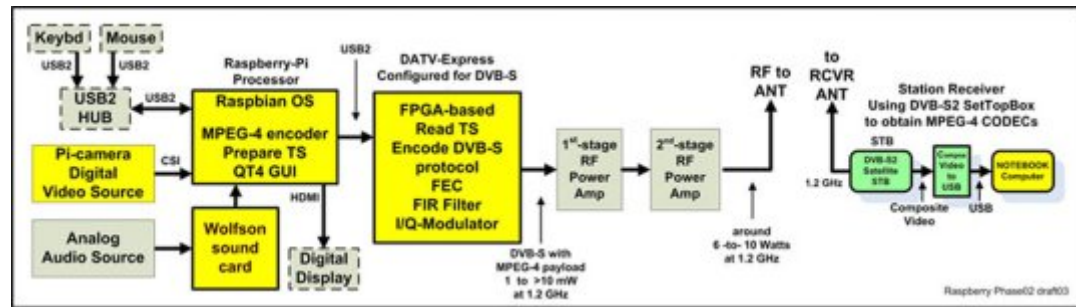 Keybd
Mouse
USB2
USB2
USB2
HUB
USB2
Pi-camera
Digital
Video Source
CSI
Analog
Audio Source
Raspberry-Pi
Processor
Raspbian OS
MPEG-4 encoder
Prepare TS
QT4 GUI
Wolfson
sound
card
HDMI
Digital
Display
USB2
DATV-Express
Configured for DVB-S
FPGA-based
Read TS
Encode DVB-S
protocol
FEC
FIR Filter
I/Q-Modulator
DVB-S with
MPEG-4 payload
1 to >10 mW
at 1.2 GHz
1st-stage
RF
Power
Amp
2nd-stage
RF
Power
Amp
RF to
ANT
around
6 -to- 10 Watts
at 1.2 GHz
to
RCVR
ANT
1.2 GHz
Station Receiver
Using DVB-S2 SetTopBox
to obtain MPEG-4 CODECs
STB
DVB-S2
Satellite
STB
Composite
Video
Video
to USB
USB
NOTEBOOK
Computer
Raspberry Phase02 draft03